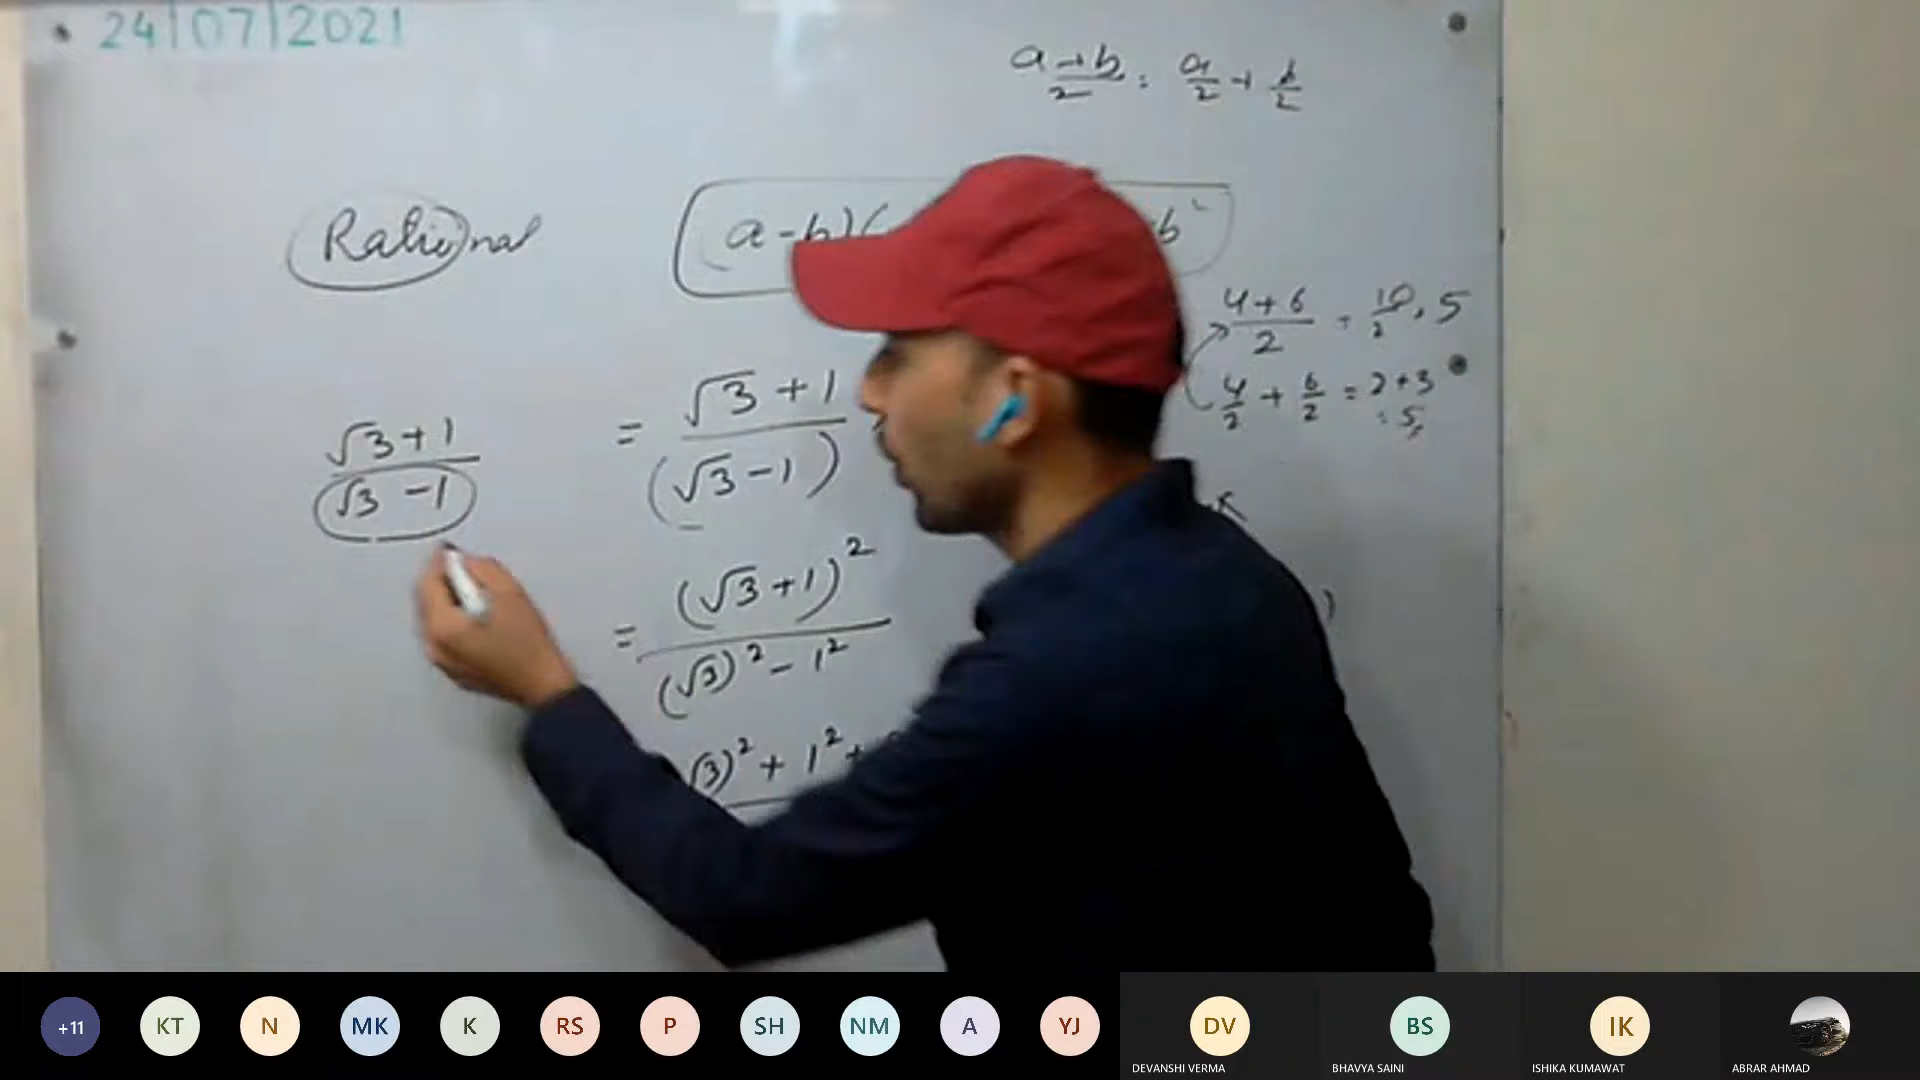 24/07/2021
a+b/2 = a/2 + b/2
Rational
(a-b)( b²
4+6/2 = 10/2 = 5
4/2 + 6/2 = 2+3
= 5
√3+1/√3-1
= √3+1/(√3-1)
= (√3+1)²/(√3)²-1²
√3)² + 1² +
+11
KT
N
MK
K
RS
P
SH
NM
A
YJ
DV
BS
IK
DEVANSHI VERMA
BHAVYA SAINI
ISHIKA KUMAWAT
ABRAR AHMAD